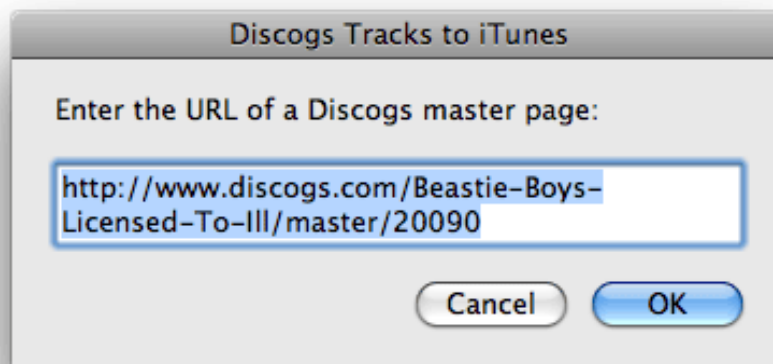 Discogs Tracks to iTunes
Enter the URL of a Discogs master page:
http://www.discogs.com/Beastie-Boys-
Licensed-To-Ill/master/20090
Cancel OK